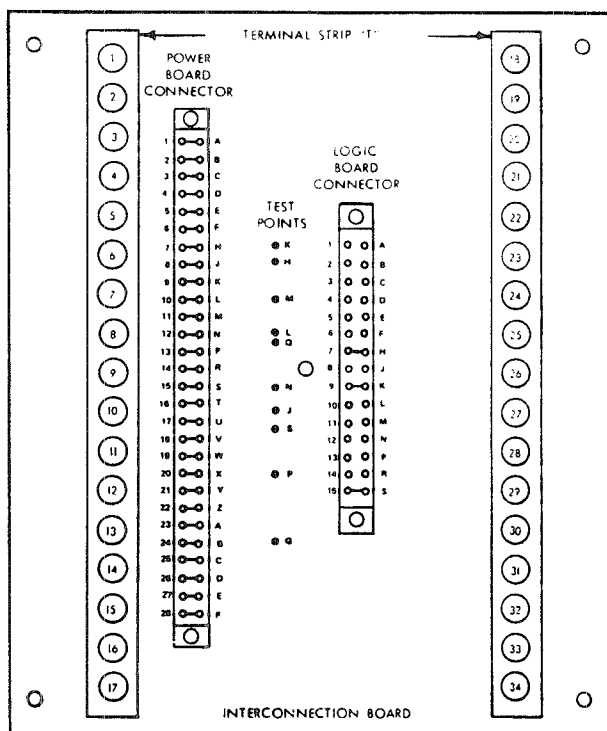 TERMINAL STRIP "T"
POWER
BOARD
CONNECTOR
LOGIC
BOARD
CONNECTOR
TEST
POINTS
1
2
3
4
5
6
7
8
9
10
11
12
13
14
15
16
17
1 A
2 B
3 C
4 D
5 E
6 F
7 H
8 J
9 K
10 L
11 M
12 N
13 P
14 R
15 S
16 T
17 U
18 V
19 W
20 X
21 Y
22 Z
23 A
24 B
25 C
26 D
27 E
28 F
K
H
M
L
Q
N
J
S
P
G
1 A
2 B
3 C
4 D
5 E
6 F
7 H
8 J
9 K
10 L
11 M
12 N
13 P
14 R
15 S
18
19
20
21
22
23
24
25
26
27
28
29
30
31
32
33
34
INTERCONNECTION BOARD